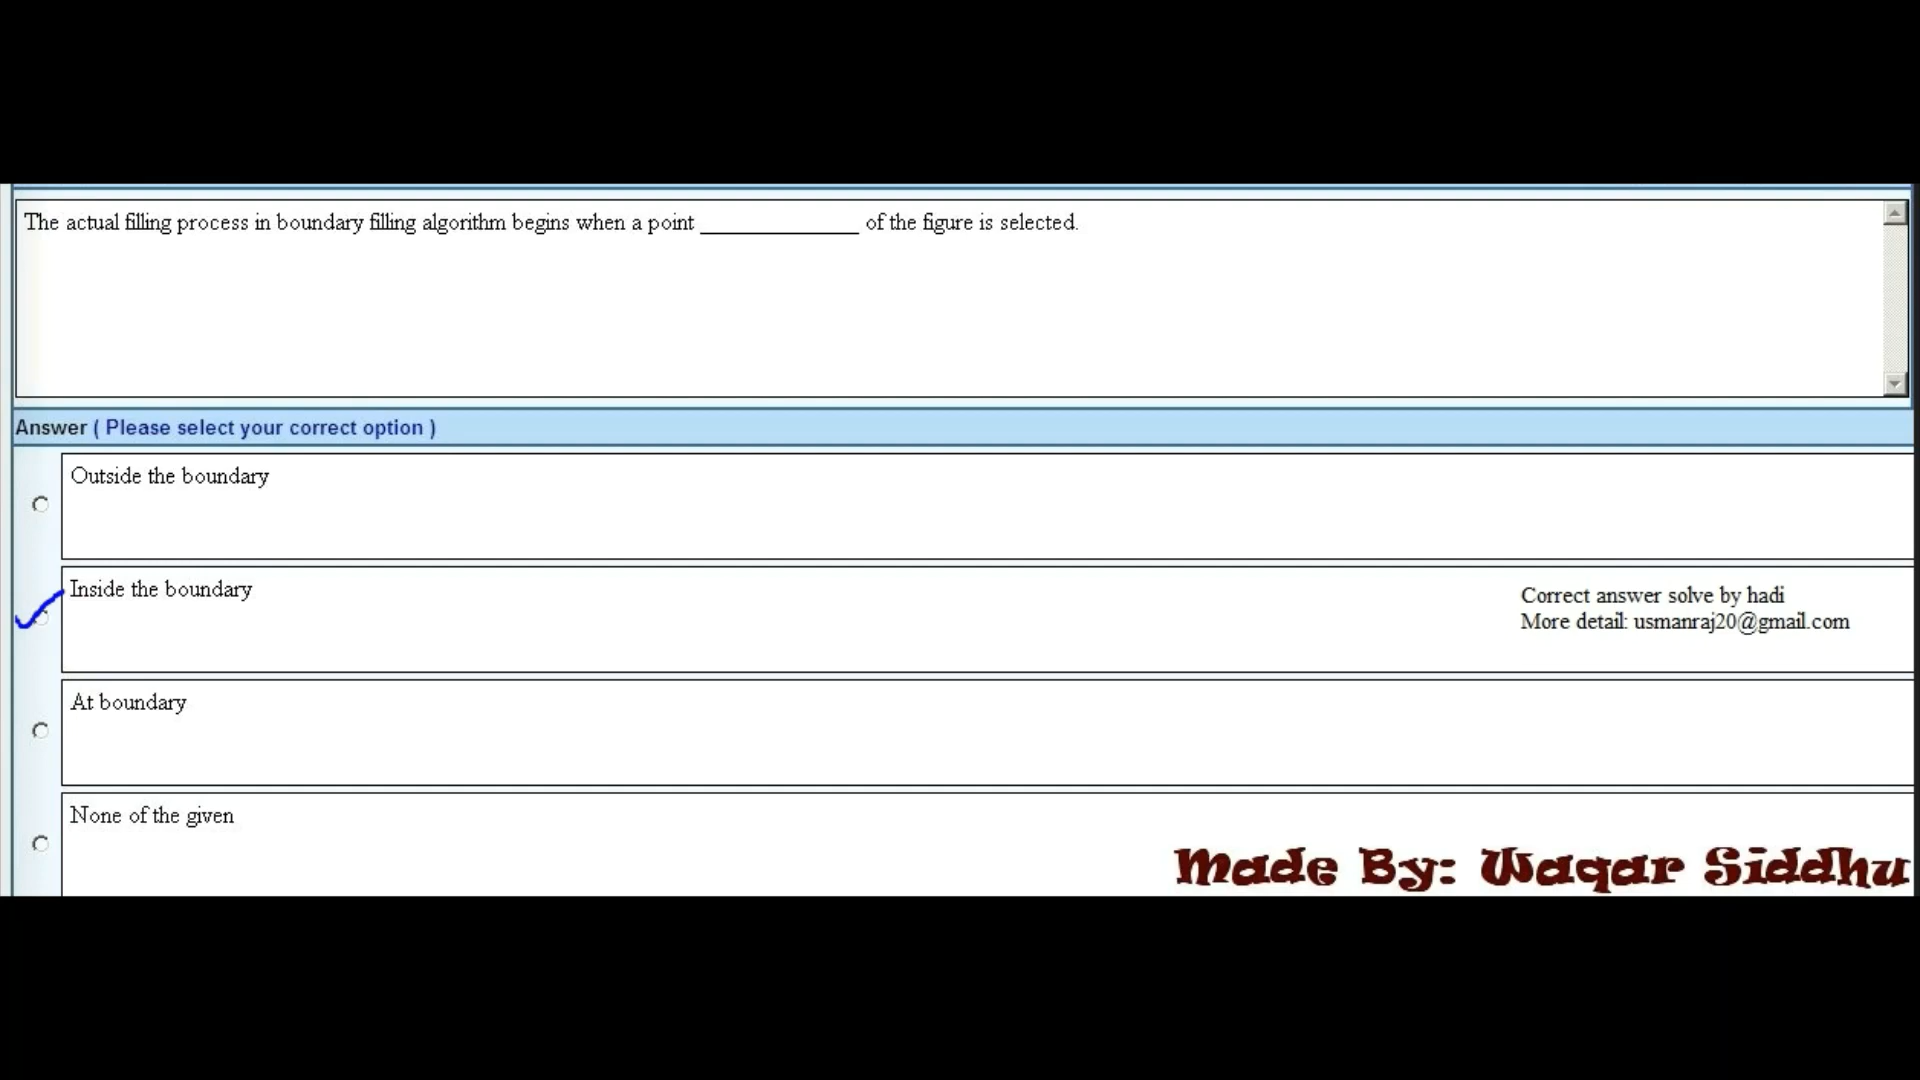 The actual filling process in boundary filling algorithm begins when a point ______________ of the figure is selected.
Answer ( Please select your correct option )
Outside the boundary
Inside the boundary
Correct answer solve by hadi
More detail: usmanraj20@gmail.com
At boundary
None of the given
Made By: Waqar Siddhu